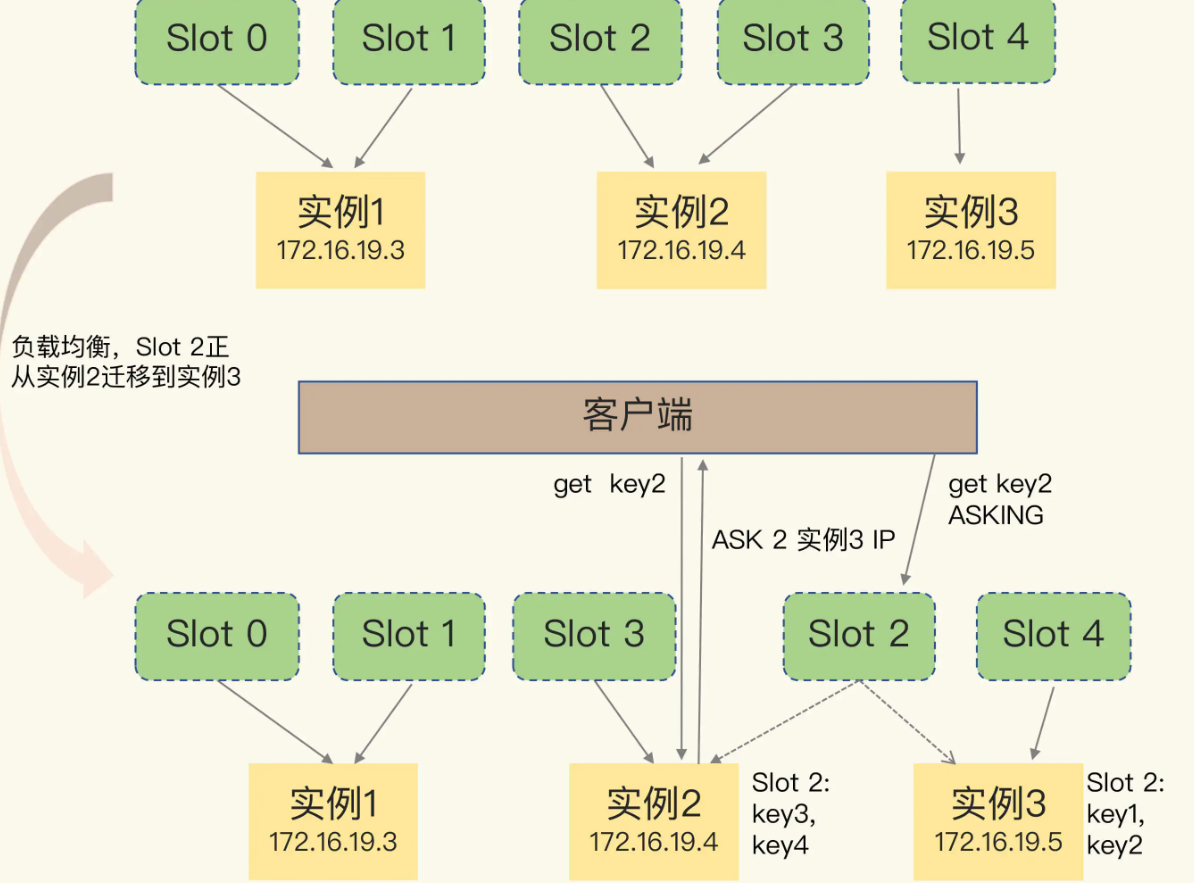 Slot 0
Slot 1
Slot 2
Slot 3
Slot 4
实例1
172.16.19.3
实例2
172.16.19.4
实例3
172.16.19.5
负载均衡，Slot 2正
从实例2迁移到实例3
客户端
get key2
ASK 2 实例3 IP
get key2
ASKING
Slot 0
Slot 1
Slot 3
Slot 2
Slot 4
实例1
172.16.19.3
实例2
172.16.19.4
Slot 2:
key3,
key4
实例3
172.16.19.5
Slot 2:
key1,
key2